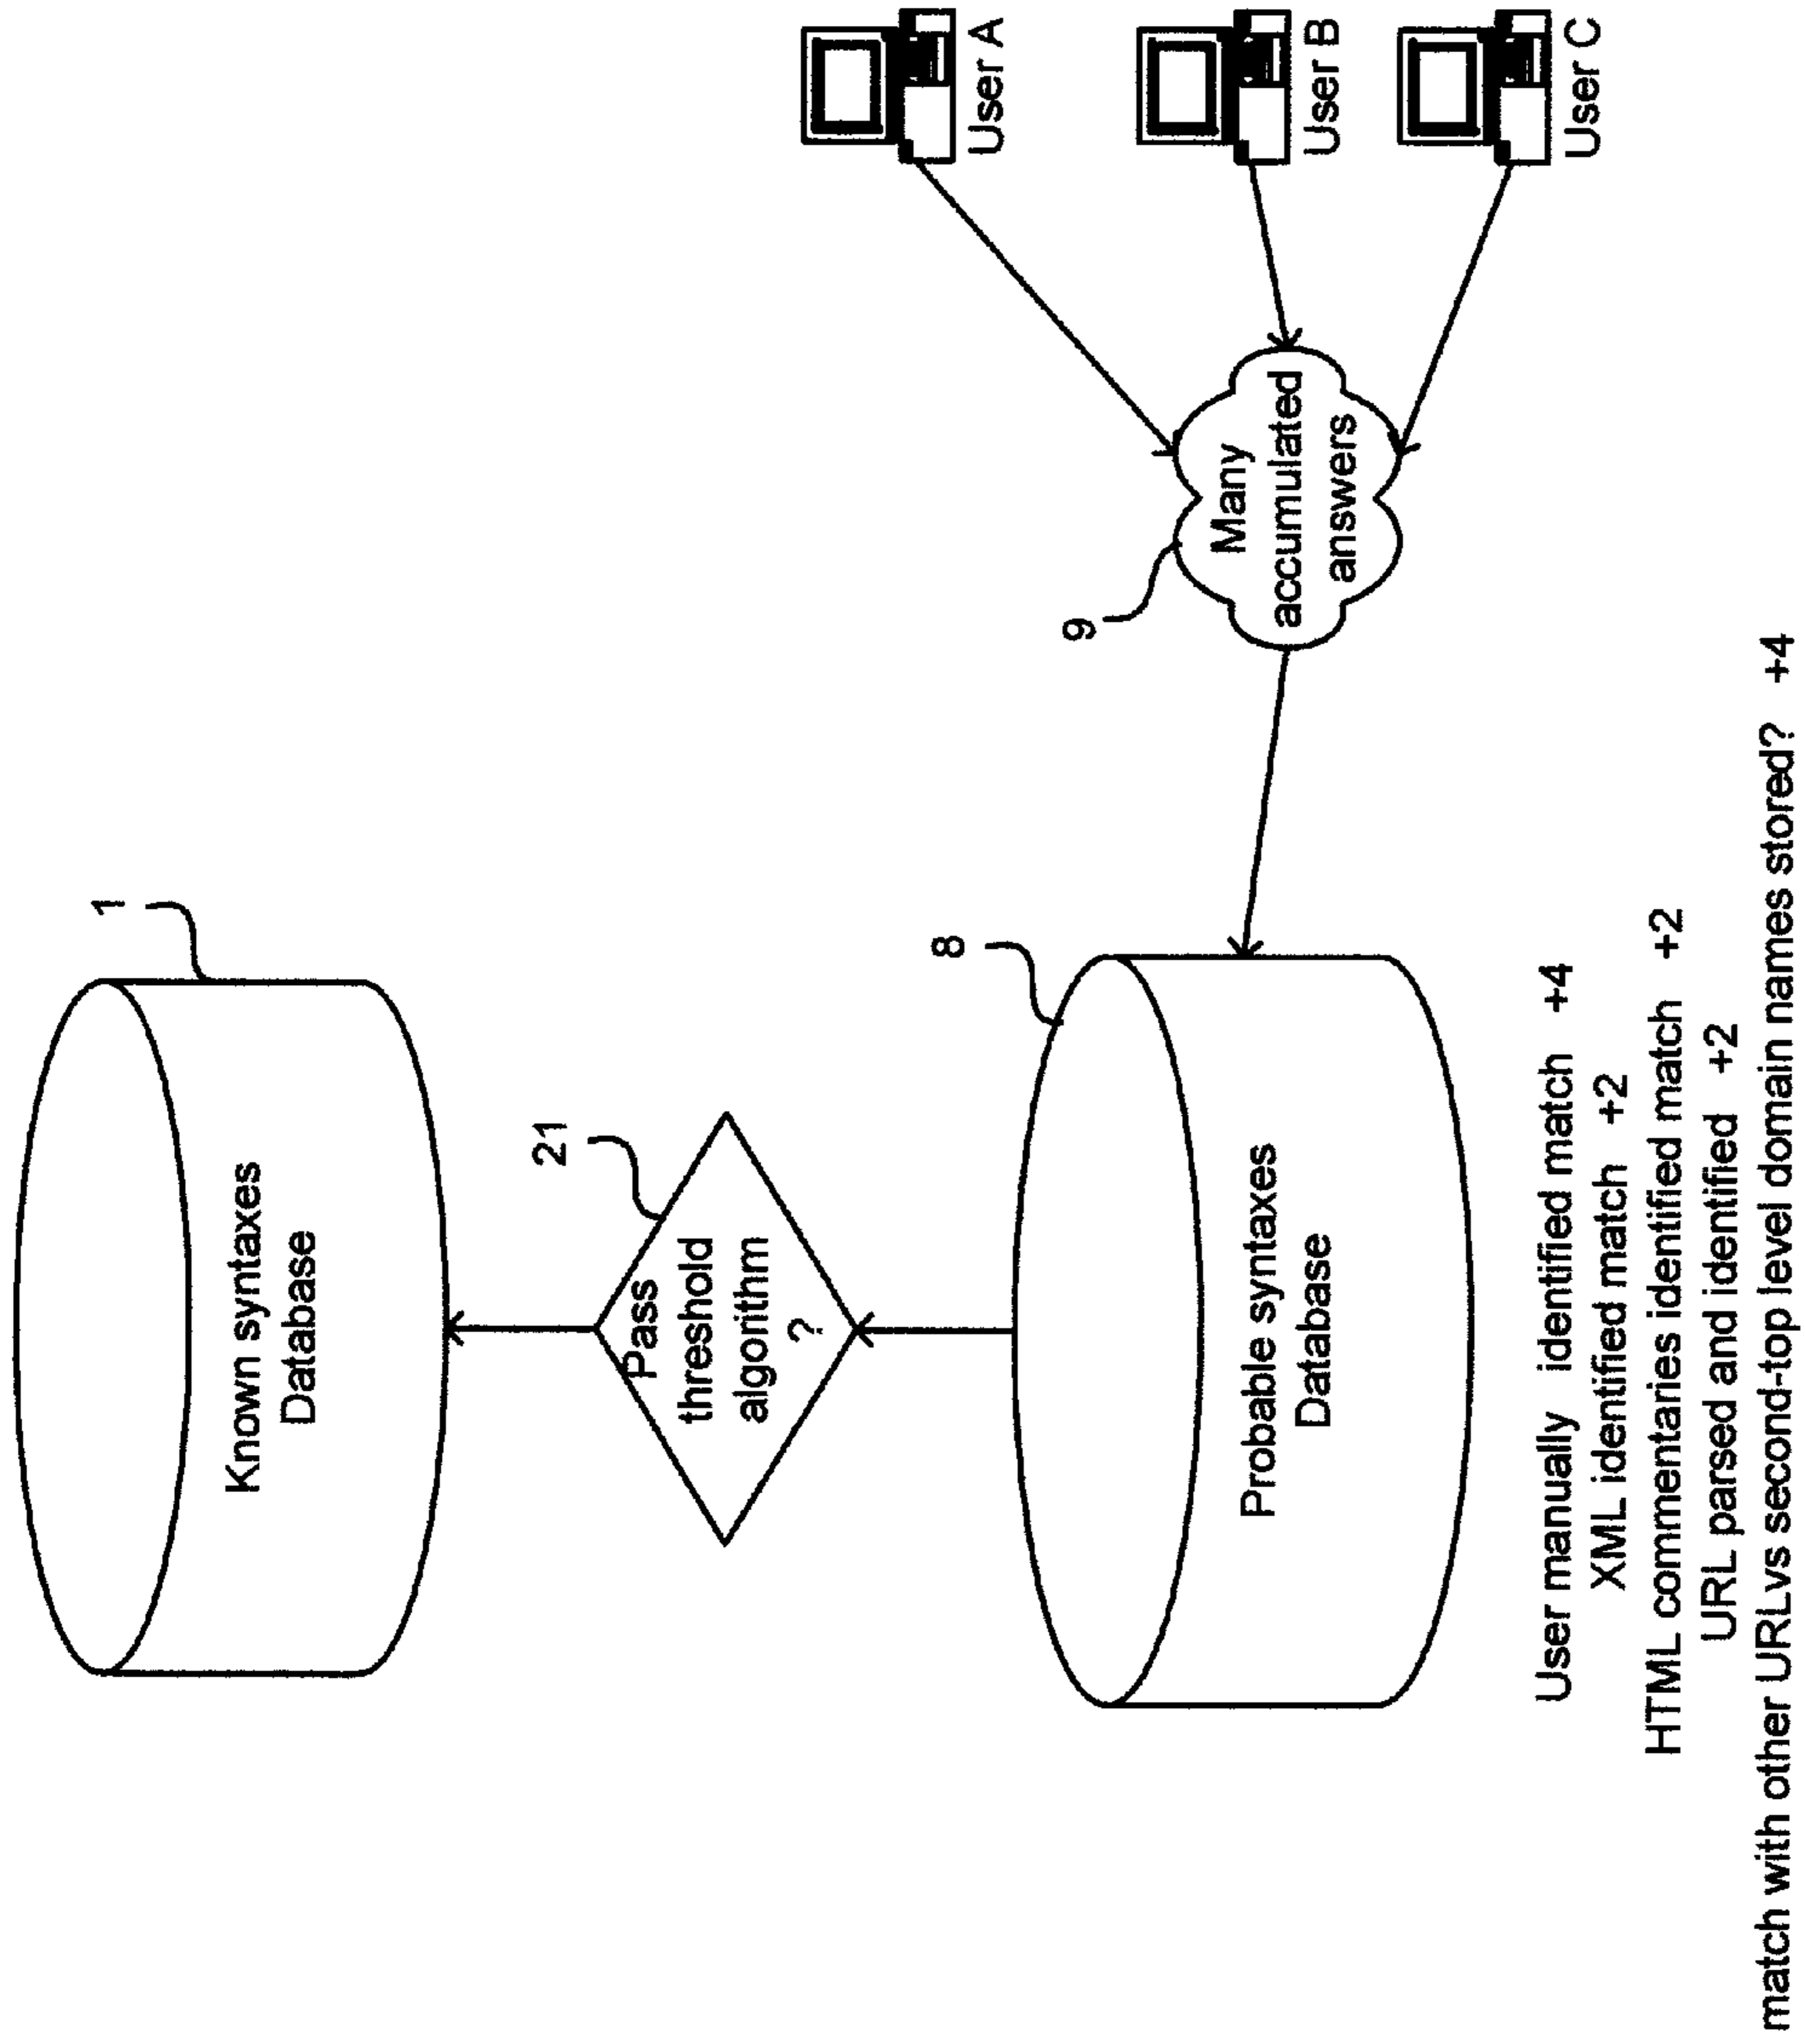 1
Known syntaxes
Database
21
Pass
threshold
algorithm
?
8
Probable syntaxes
Database
9
Many
accumulated
answers
User A
User B
User C
User manually identified match +4
XML identified match +2
HTML commentaries identified match +2
URL parsed and identified +2
match with other URLvs second-top level domain names stored? +4